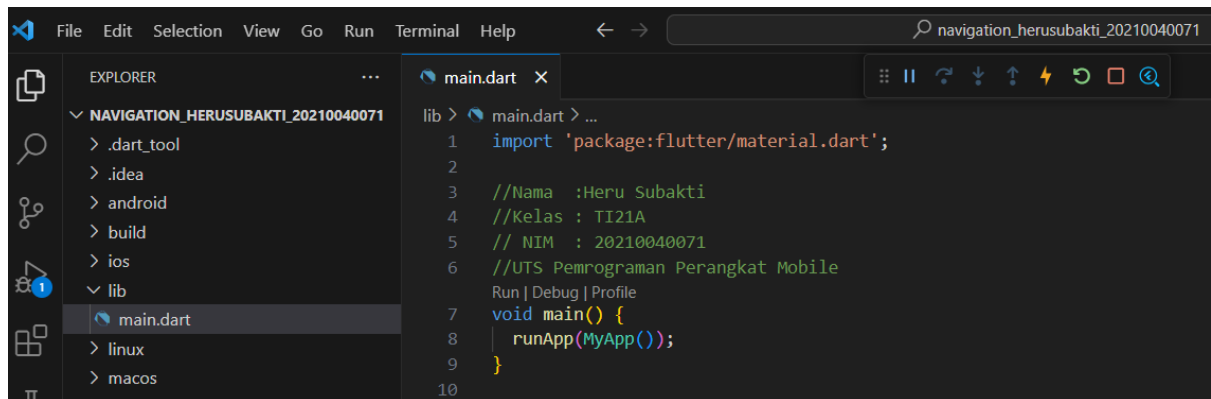 File Edit Selection View Go Run Terminal Help
navigation_herusubakti_20210040071
EXPLORER
NAVIGATION_HERUSUBAKTI_20210040071
.dart_tool
.idea
android
build
ios
lib
main.dart
linux
macos
1
main.dart
lib > main.dart > ...
1 import 'package:flutter/material.dart';
2
3 //Nama  :Heru Subakti
4 //Kelas : TI21A
5 // NIM  : 20210040071
6 //UTS Pemrograman Perangkat Mobile
Run | Debug | Profile
7 void main() {
8   runApp(MyApp());
9 }
10